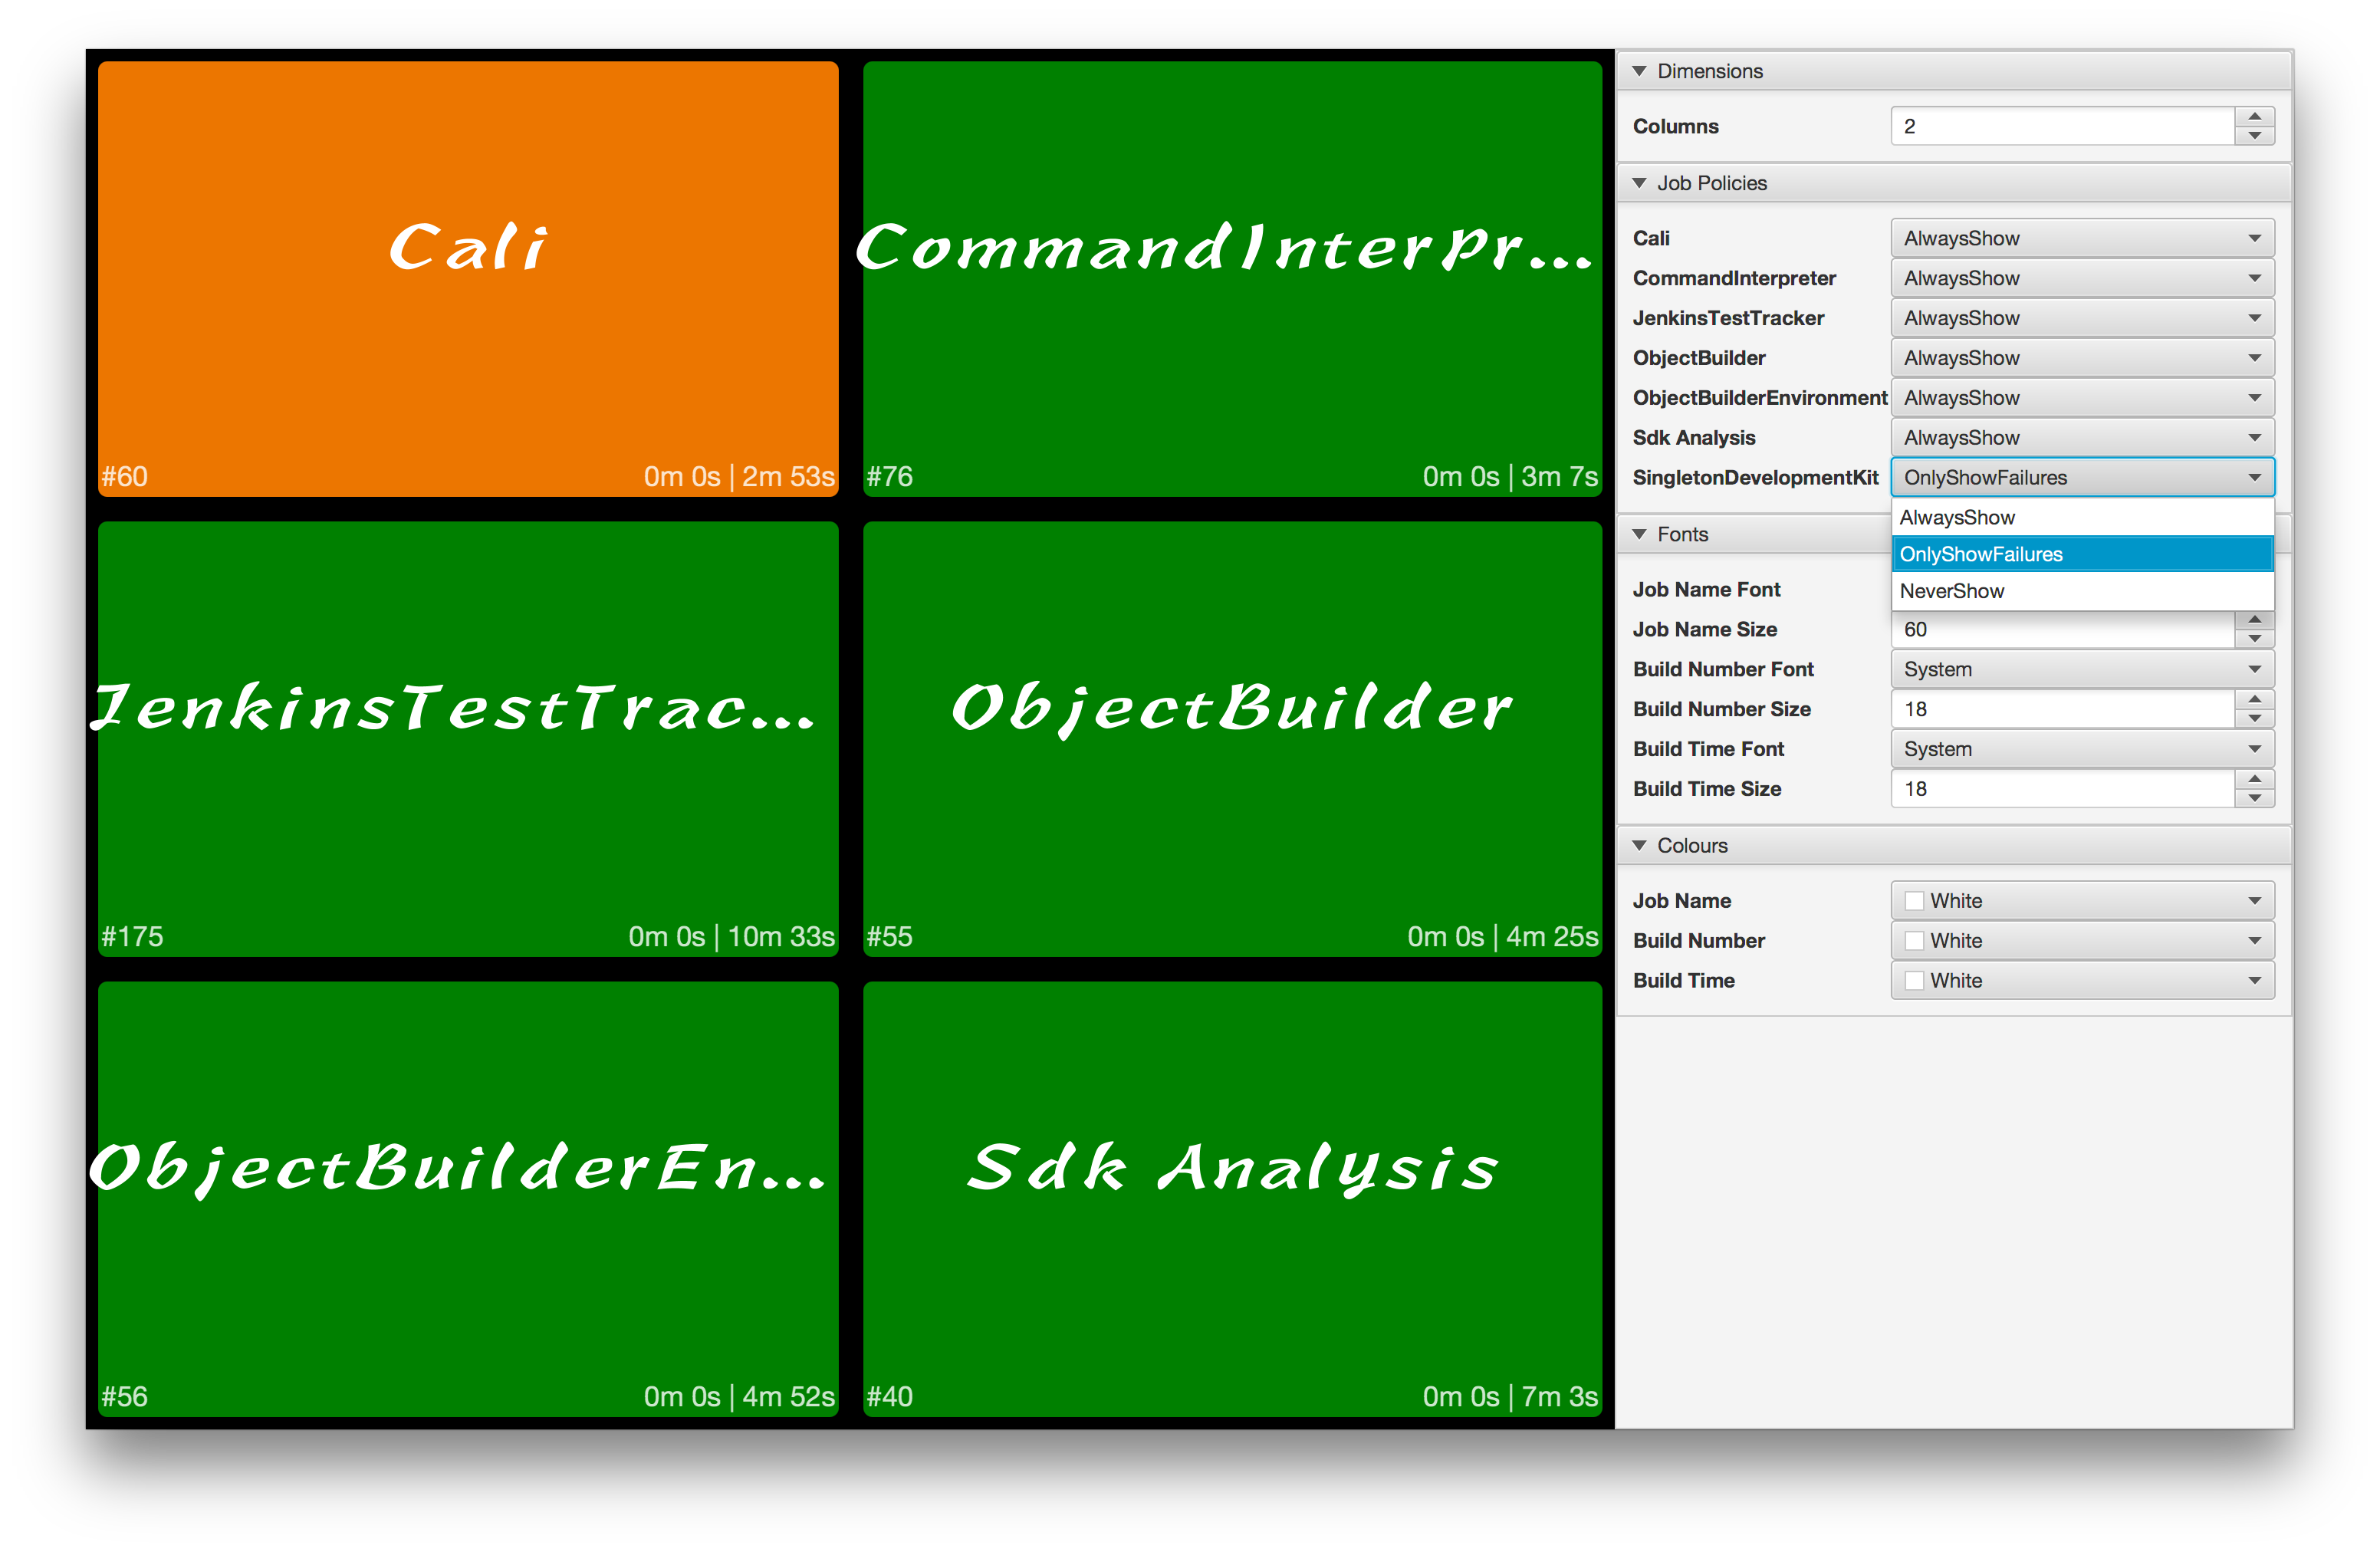 Cali
#60 0m 0s | 2m 53s
CommandInterpr...
#76 0m 0s | 3m 7s
JenkinsTestTrac...
#175 0m 0s | 10m 33s
ObjectBuilder
#55 0m 0s | 4m 25s
ObjectBuilderEn...
#56 0m 0s | 4m 52s
Sdk Analysis
#40 0m 0s | 7m 3s
Dimensions
Columns 2
Job Policies
Cali AlwaysShow
CommandInterpreter AlwaysShow
JenkinsTestTracker AlwaysShow
ObjectBuilder AlwaysShow
ObjectBuilderEnvironment AlwaysShow
Sdk Analysis AlwaysShow
SingletonDevelopmentKit OnlyShowFailures
AlwaysShow
OnlyShowFailures
NeverShow
Fonts
Job Name Font
Job Name Size 60
Build Number Font System
Build Number Size 18
Build Time Font System
Build Time Size 18
Colours
Job Name White
Build Number White
Build Time White